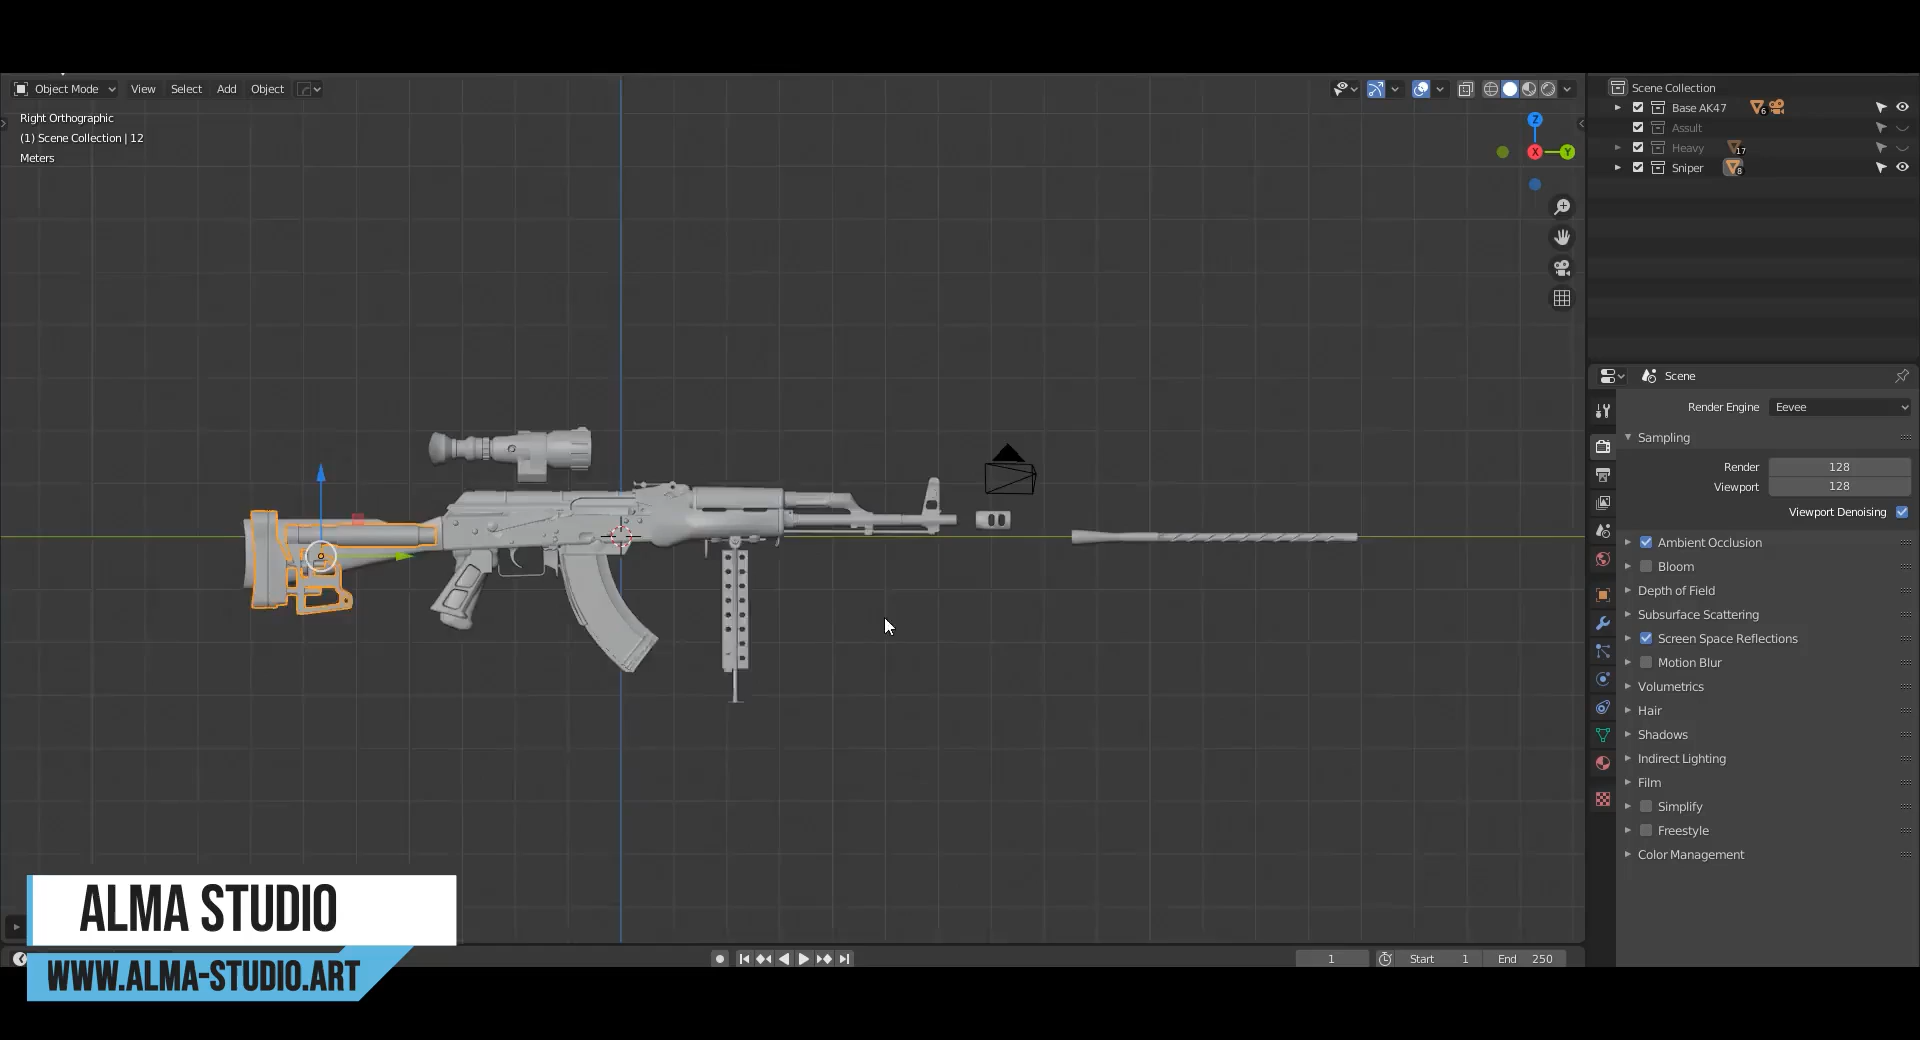 Object Mode View Select Add Object
Right Orthographic
(1) Scene Collection | 12
Meters
Z
X Y
Scene Collection
Base AK47 6
Assult
Heavy 17
Sniper 8
Scene
Render Engine Eevee
Sampling
Render 128
Viewport 128
Viewport Denoising
Ambient Occlusion
Bloom
Depth of Field
Subsurface Scattering
Screen Space Reflections
Motion Blur
Volumetrics
Hair
Shadows
Indirect Lighting
Film
Simplify
Freestyle
Color Management
ALMA STUDIO
WWW.ALMA-STUDIO.ART
1 Start 1 End 250